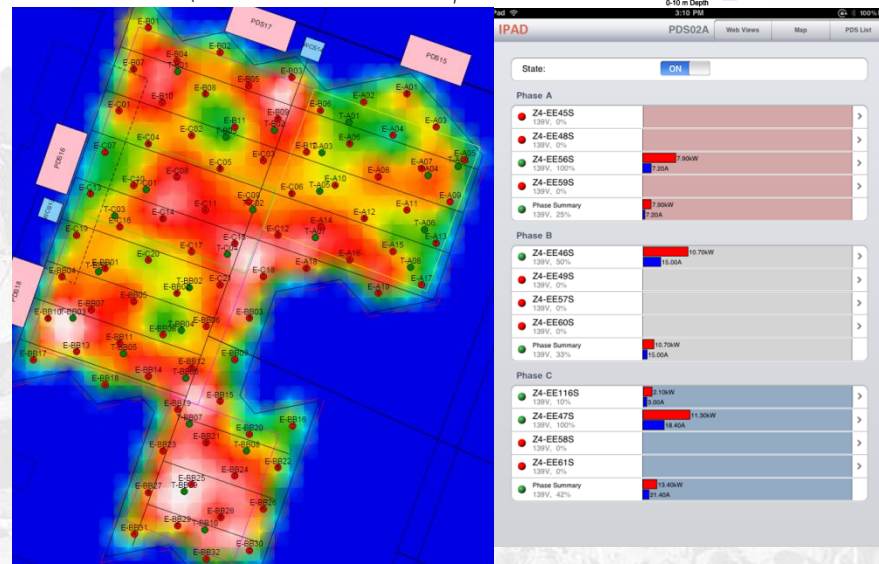 0-10 m Depth
Pad
3:10 PM
100%
IPAD
PDS02A
Web Views
Map
PDS List
State:
ON
Phase A
Z4-EE45S
139V, 0%
Z4-EE48S
139V, 0%
Z4-EE56S
139V, 100%
7.90kW
7.20A
Z4-EE59S
139V, 0%
Phase Summary
139V, 25%
7.90kW
7.20A
Phase B
Z4-EE46S
139V, 50%
10.70kW
15.00A
Z4-EE49S
139V, 0%
Z4-EE57S
139V, 0%
Z4-EE60S
139V, 0%
Phase Summary
139V, 33%
10.70kW
15.00A
Phase C
Z4-EE116S
139V, 10%
2.10kW
3.00A
Z4-EE47S
139V, 100%
11.30kW
18.40A
Z4-EE58S
139V, 0%
Z4-EE61S
139V, 0%
Phase Summary
139V, 42%
13.40kW
21.40A
PDS17
PDS15
PDS16
PDS18
E-B01
E-B02
E-B04
E-B07
E-B03
E-B05
E-B08
E-B10
E-B06
E-A02
E-A01
E-C01
E-B11
E-B09
T-A01
E-A03
E-C04
E-C02
E-A04
E-A06
E-C07
E-C05
E-C03
T-A03
E-A07
E-A05
E-C08
T-C01
E-C06
T-A05
E-A10
E-A08
E-C13
E-C11
E-C09
T-C02
E-A09
T-C03
E-C14
E-A14
E-A12
E-A11
T-A06
E-C16
E-C12
E-A13
E-C19
E-C17
T-C04
E-A16
E-A15
E-C20
E-C18
E-A18
T-A08
E-BB04
T-BB02
E-C21
E-A19
E-A17
E-BB07
E-BB05
E-BB10
T-BB03
T-BB04
E-BB06
E-BB03
E-BB11
T-BB05
E-BB13
E-BB17
E-BB12
E-BB09
E-BB14
E-BB18
E-BB15
E-BB19
T-BB07
E-BB16
E-BB20
E-BB21
E-BB23
T-BB08
E-BB22
E-BB24
E-BB25
E-BB27
E-BB26
E-BB28
E-BB29
T-BB10
E-BB31
E-BB30
E-BB32